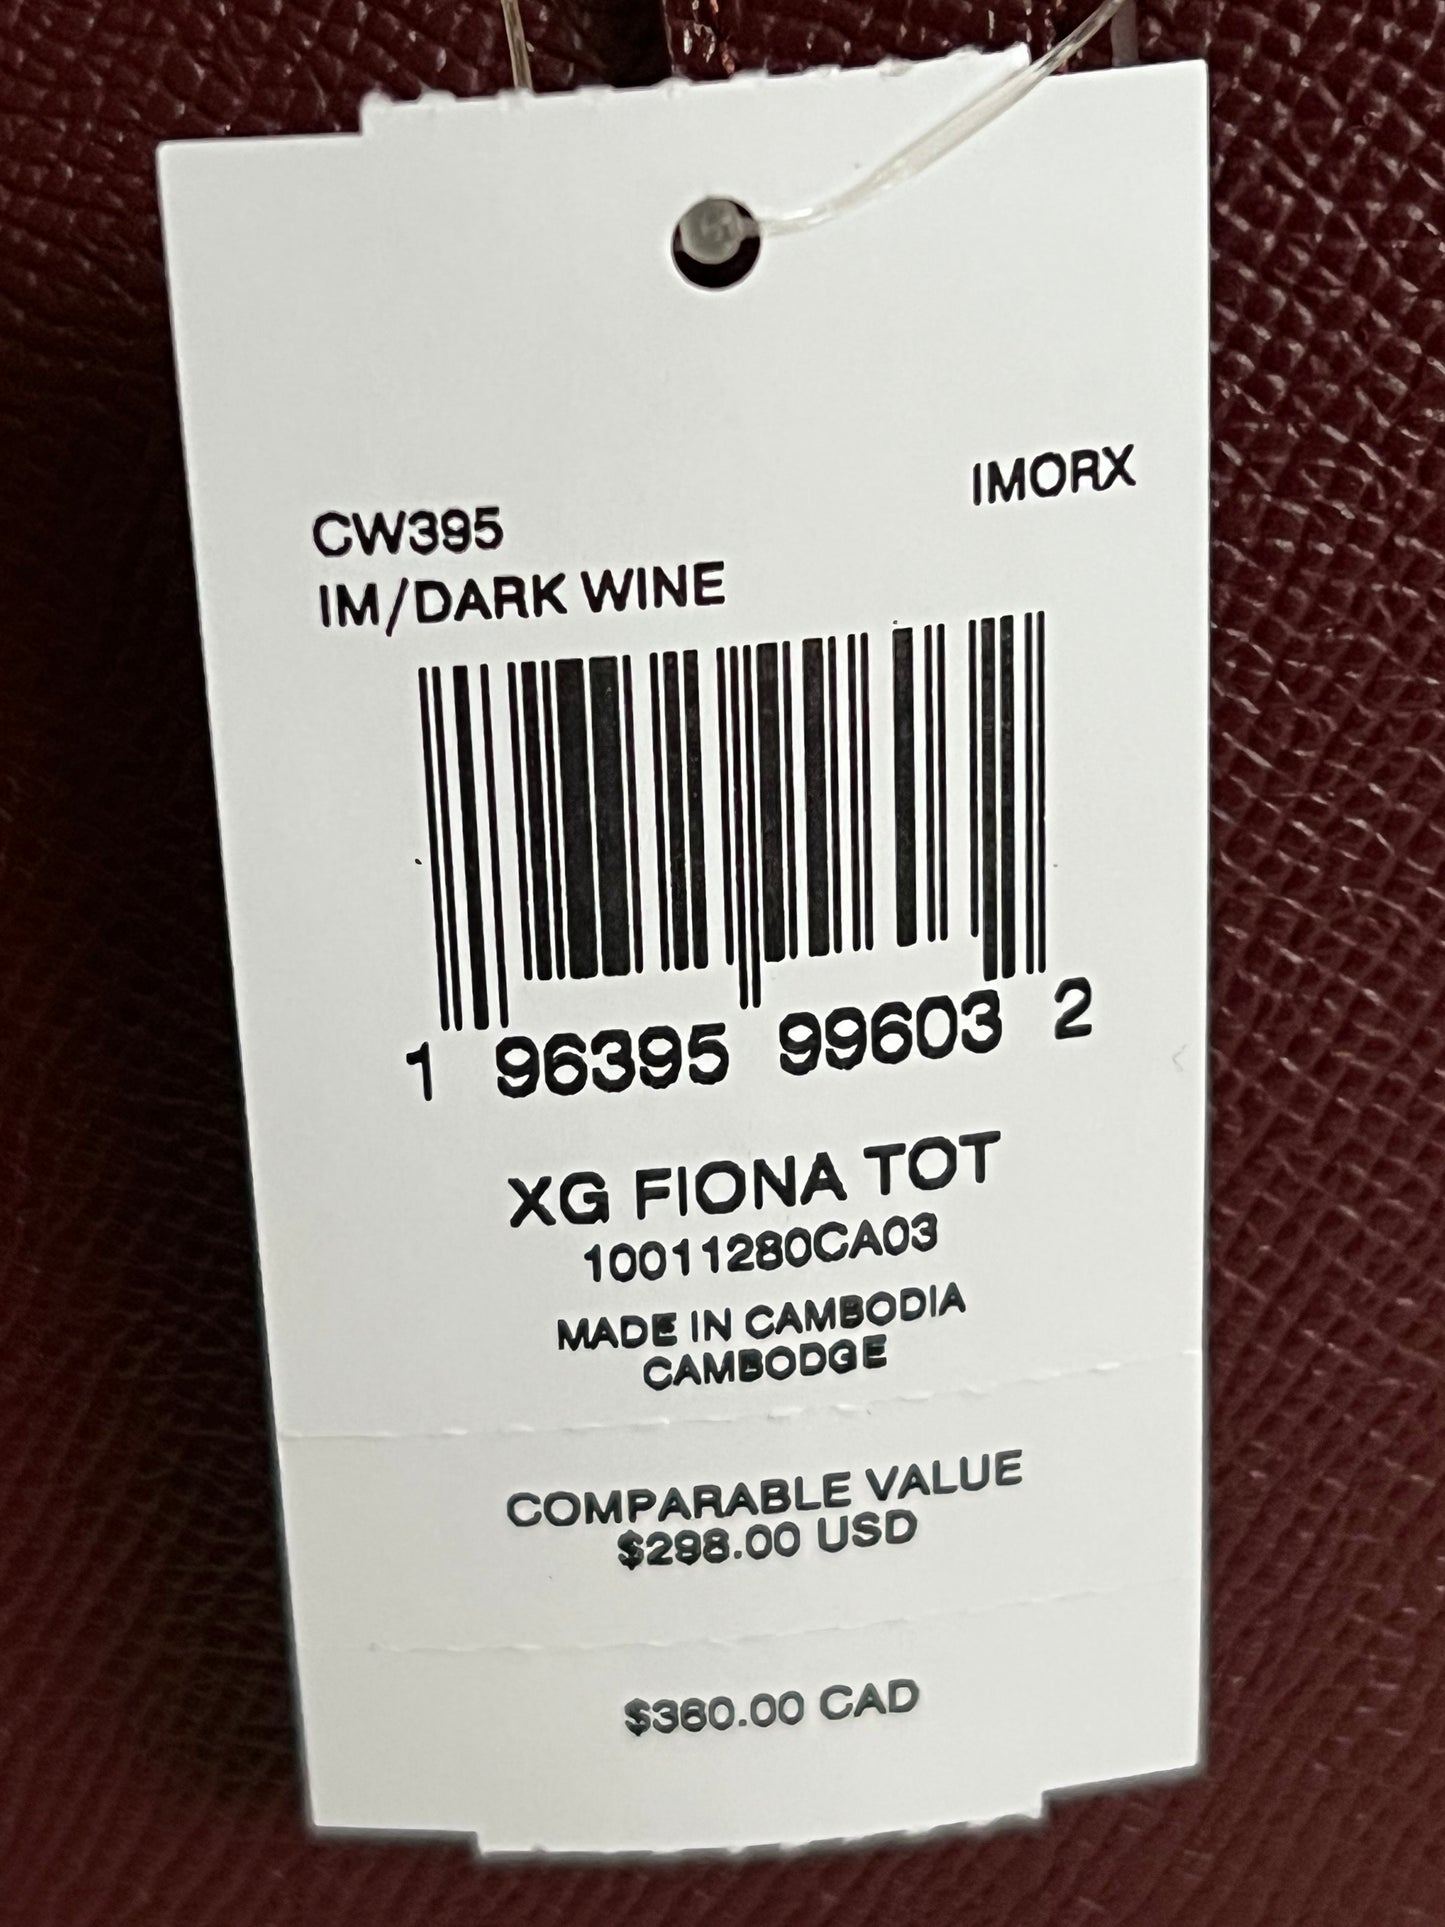 IMORX
CW395
IM/DARK WINE
1 96395 99603 2
XG FIONA TOT
10011280CA03
MADE IN CAMBODIA
CAMBODGE
COMPARABLE VALUE
$298.00 USD
$360.00 CAD